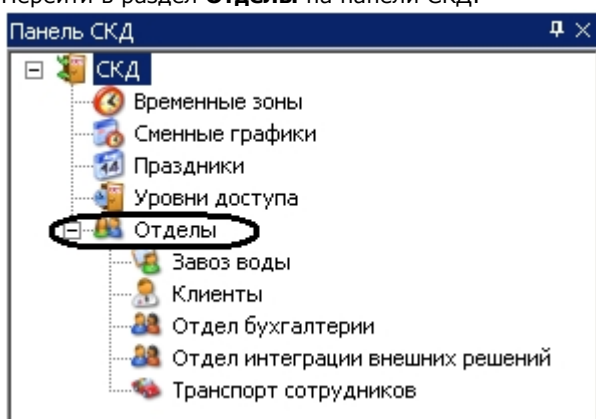 Перейти в раздел Отделы на панели СКД:
Панель СКД
СКД
Временные зоны
Сменные графики
Праздники
Уровни доступа
Отделы
Завоз воды
Клиенты
Отдел бухгалтерии
Отдел интеграции внешних решений
Транспорт сотрудников